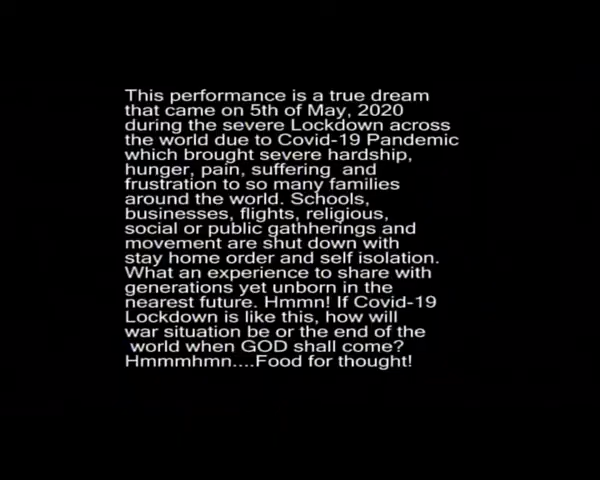 This performance is a true dream
that came on 5th of May, 2020
during the severe Lockdown across
the world due to Covid-19 Pandemic
which brought severe hardship,
hunger, pain, suffering  and
frustration to so many families
around the world. Schools,
businesses, flights, religious,
social or public gathherings and
movement are shut down with
stay home order and self isolation.
What an experience to share with
generations yet unborn in the
nearest future. Hmmn! If Covid-19
Lockdown is like this, how will
war situation be or the end of the
world when GOD shall come?
Hmmmhmn....Food for thought!